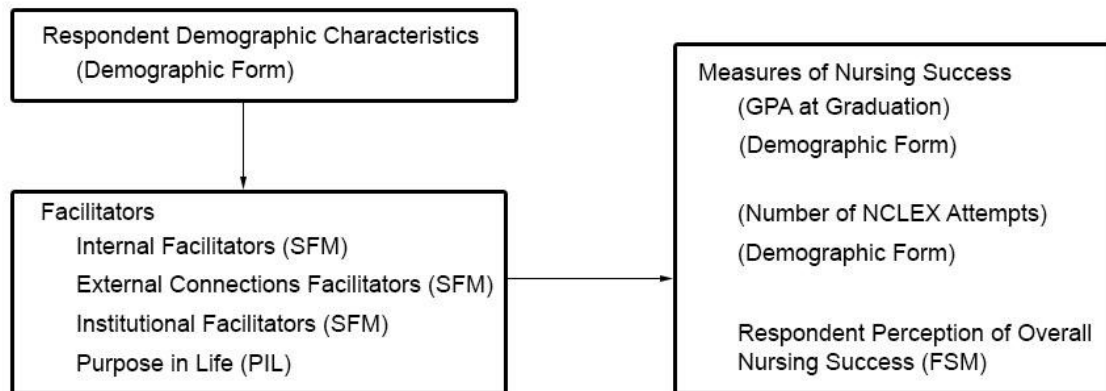 Respondent Demographic Characteristics
(Demographic Form)
Facilitators
Internal Facilitators (SFM)
External Connections Facilitators (SFM)
Institutional Facilitators (SFM)
Purpose in Life (PIL)
Measures of Nursing Success
(GPA at Graduation)
(Demographic Form)
(Number of NCLEX Attempts)
(Demographic Form)
Respondent Perception of Overall
Nursing Success (FSM)